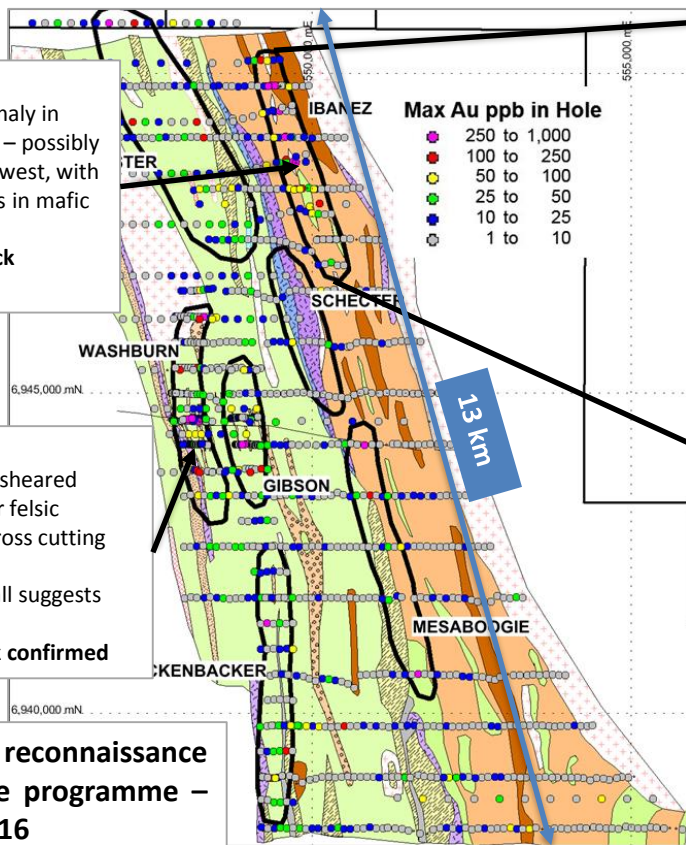 550,000 mE
555,000 mE
IBANEZ
Max Au ppb in Hole
250 to 1,000
100 to 250
50 to 100
25 to 50
10 to 25
1 to 10
maly in
– possibly
west, with
s in mafic
ck
STER
SCHECTER
WASHBURN
6,945,000 mN
13 km
sheared
r felsic
ross cutting
all suggests
confirmed
GIBSON
MESABOOGIE
CKENBACKER
6,940,000 mN
reconnaissance
e programme –
16